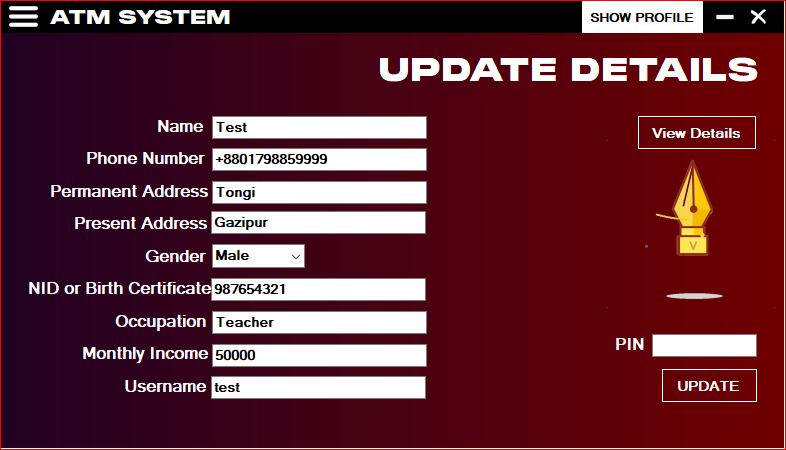 ATM SYSTEM SHOW PROFILE
UPDATE DETAILS
Name Test
View Details
Phone Number +8801798859999
Permanent Address Tongi
Present Address Gazipur
Gender Male
NID or Birth Certificate 987654321
Occupation Teacher
Monthly Income 50000
PIN
Username test
UPDATE